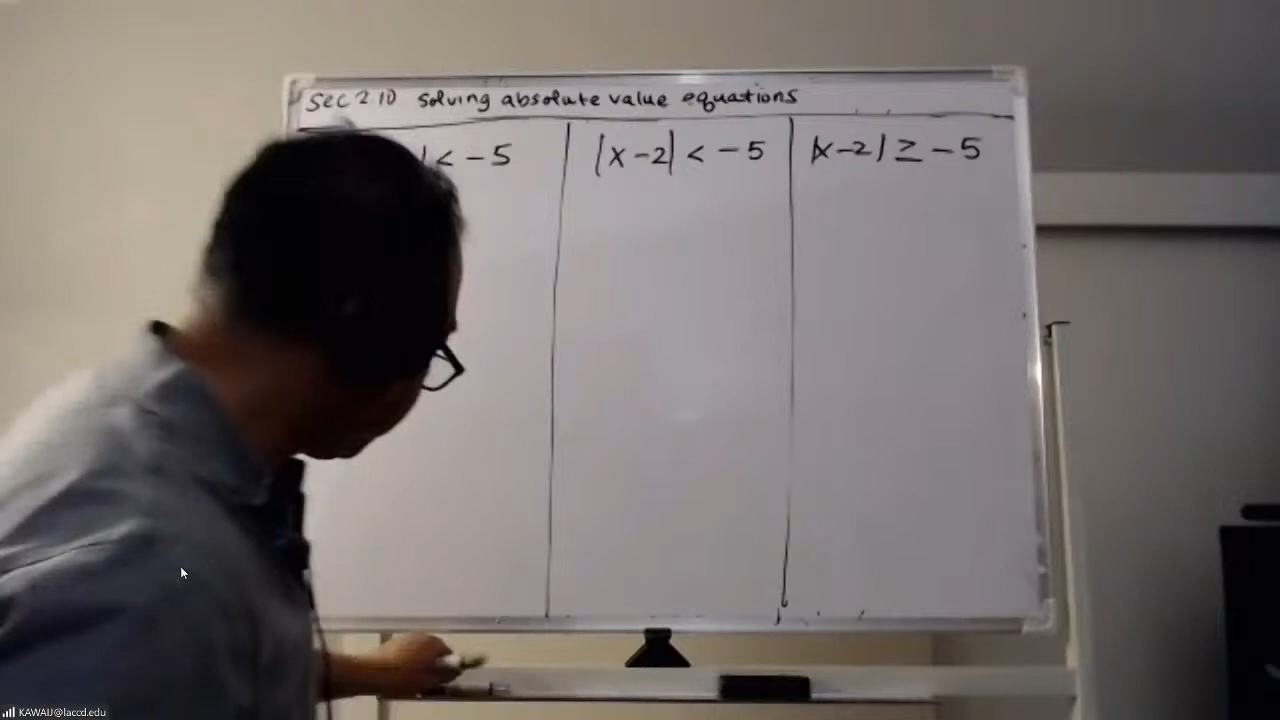 Sec 2.10 Solving absolute value equations
| < -5
|x-2| < -5
|x-2| ≥ -5
KAWAIJ@laccd.edu